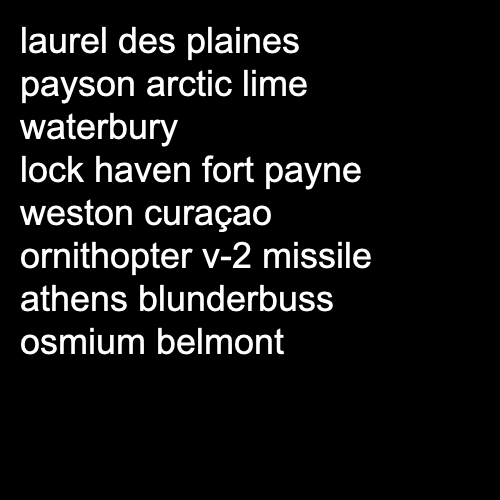 laurel des plaines
payson arctic lime
waterbury
lock haven fort payne
weston curaçao
ornithopter v-2 missile
athens blunderbuss
osmium belmont